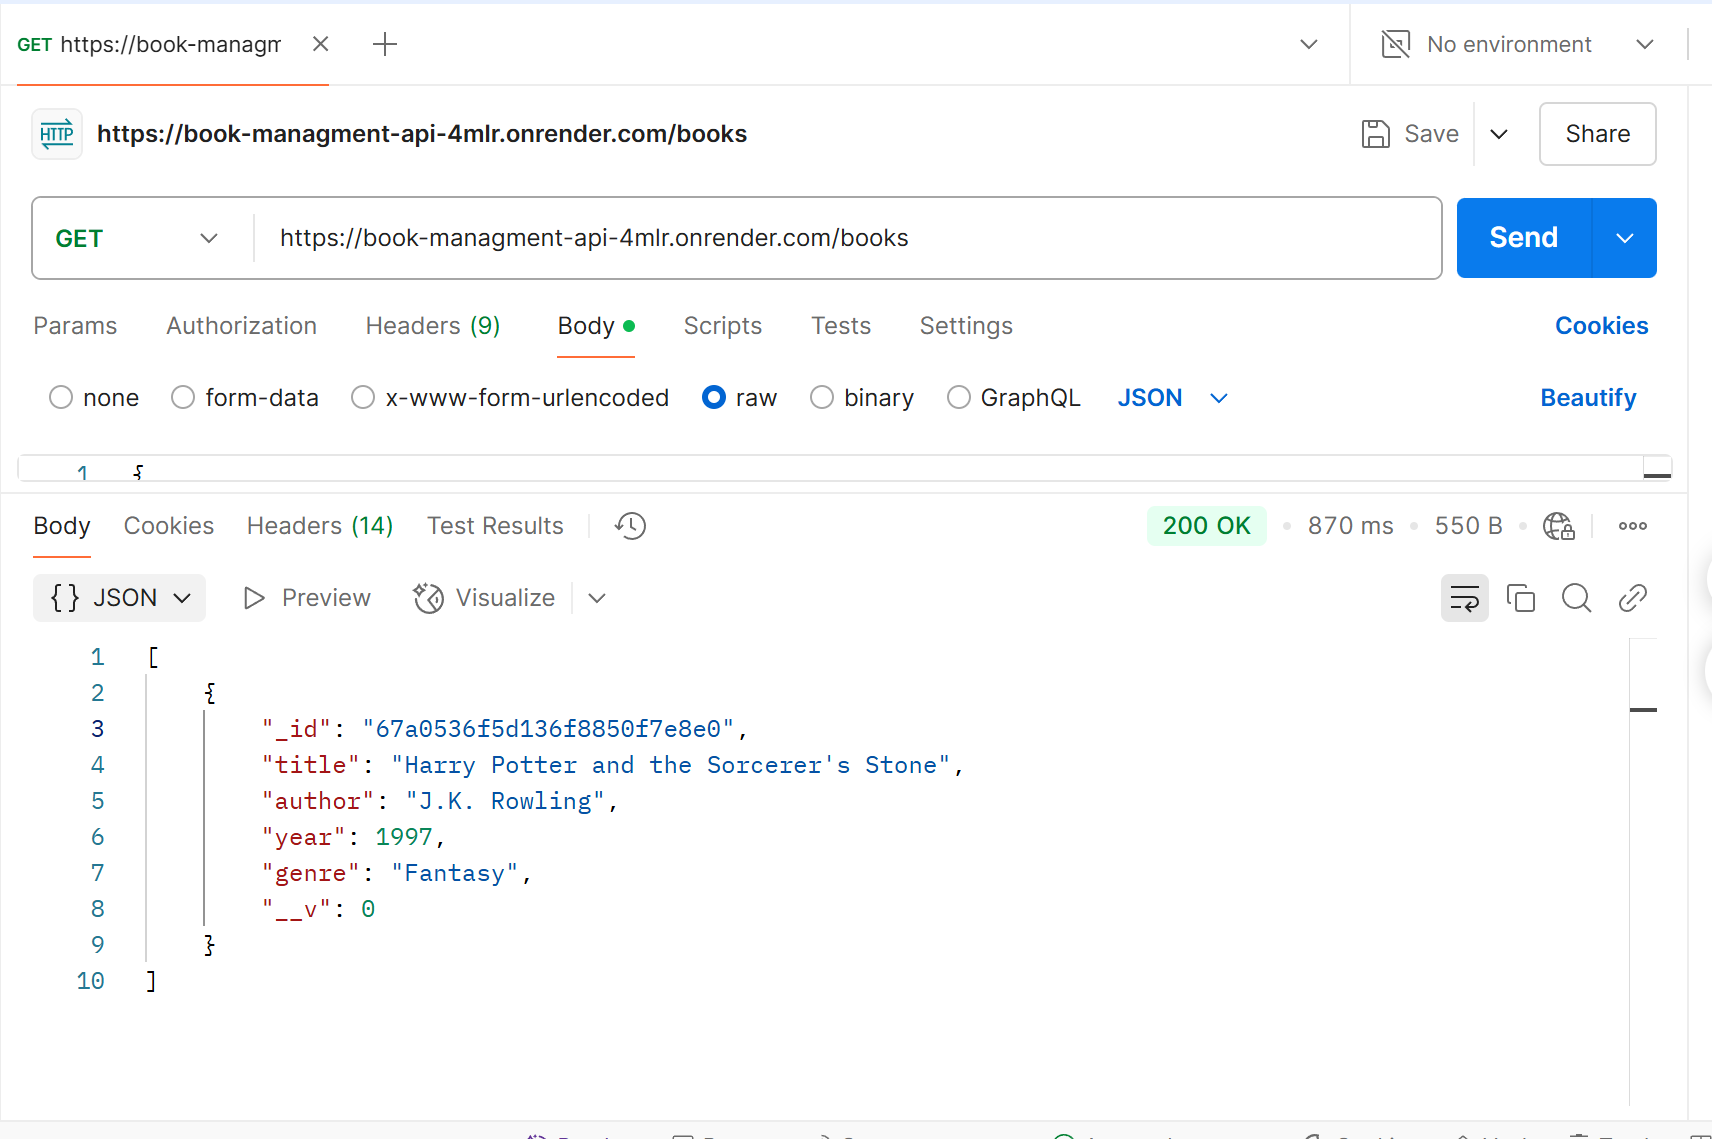 GET https://book-managm
No environment
HTTP https://book-managment-api-4mlr.onrender.com/books Save Share
GET https://book-managment-api-4mlr.onrender.com/books Send
Params Authorization Headers (9) Body Scripts Tests Settings Cookies
none form-data x-www-form-urlencoded raw binary GraphQL JSON Beautify
1 {
Body Cookies Headers (14) Test Results 200 OK 870 ms 550 B
{} JSON Preview Visualize
1 [
2 {
3 "_id": "67a0536f5d136f8850f7e8e0",
4 "title": "Harry Potter and the Sorcerer's Stone",
5 "author": "J.K. Rowling",
6 "year": 1997,
7 "genre": "Fantasy",
8 "__v": 0
9 }
10 ]